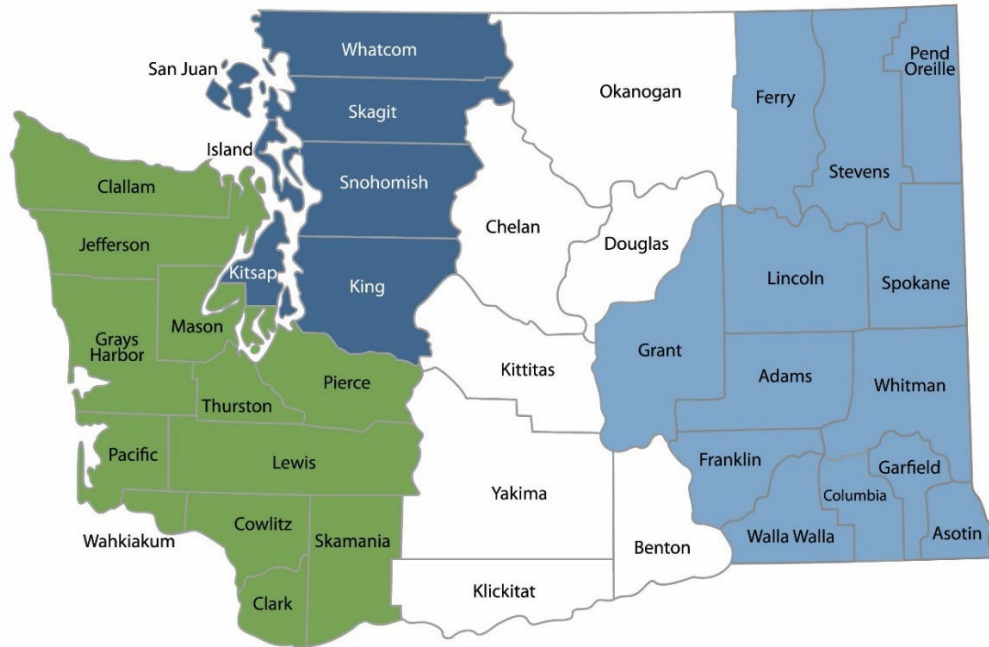 Whatcom
San Juan
Skagit
Island
Snohomish
King
Kitsap
Clallam
Jefferson
Grays
Harbor
Mason
Thurston
Pierce
Pacific
Lewis
Wahkiakum
Cowlitz
Skamania
Clark
Okanogan
Chelan
Douglas
Kittitas
Yakima
Klickitat
Benton
Ferry
Stevens
Pend
Oreille
Lincoln
Spokane
Grant
Adams
Whitman
Franklin
Walla Walla
Columbia
Garfield
Asotin